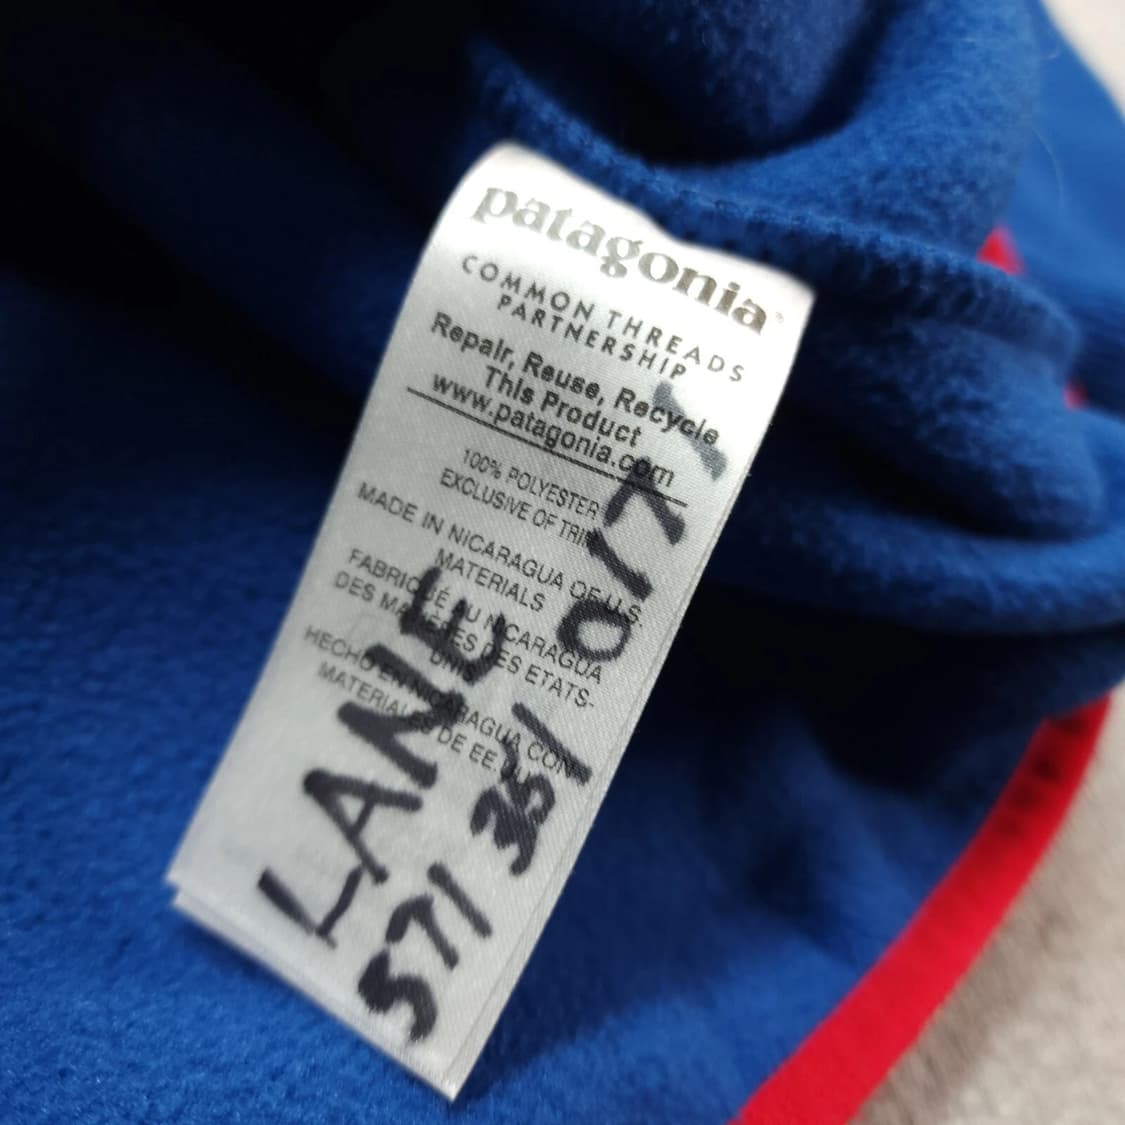 patagonia
COMMON THREADS
PARTNERSHIP
Repair, Reuse, Recycle
This Product
www.patagonia.com
100% POLYESTER
EXCLUSIVE OF TRIM
MADE IN NICARAGUA OF U.S.
MATERIALS
FABRIQUÉ AU NICARAGUA
DES MATIÈRES DES ETATS-
UNIS
HECHO EN NICARAGUA CON
MATERIALES DE EE.UU.
LANE
571 351 0177